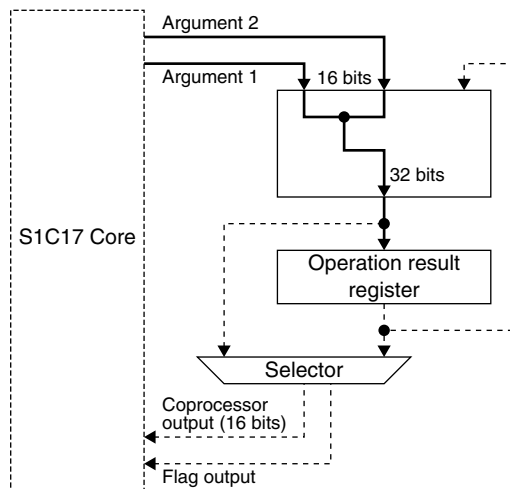 Argument 2
Argument 1
16 bits
32 bits
S1C17 Core
Operation result
register
Selector
Coprocessor
output (16 bits)
Flag output